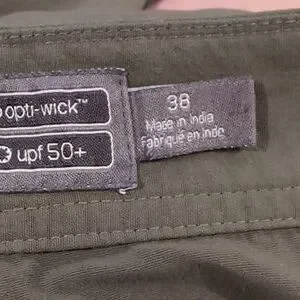 opti-wick™
upf 50+
38
Made in India
Fabriqué en Inde